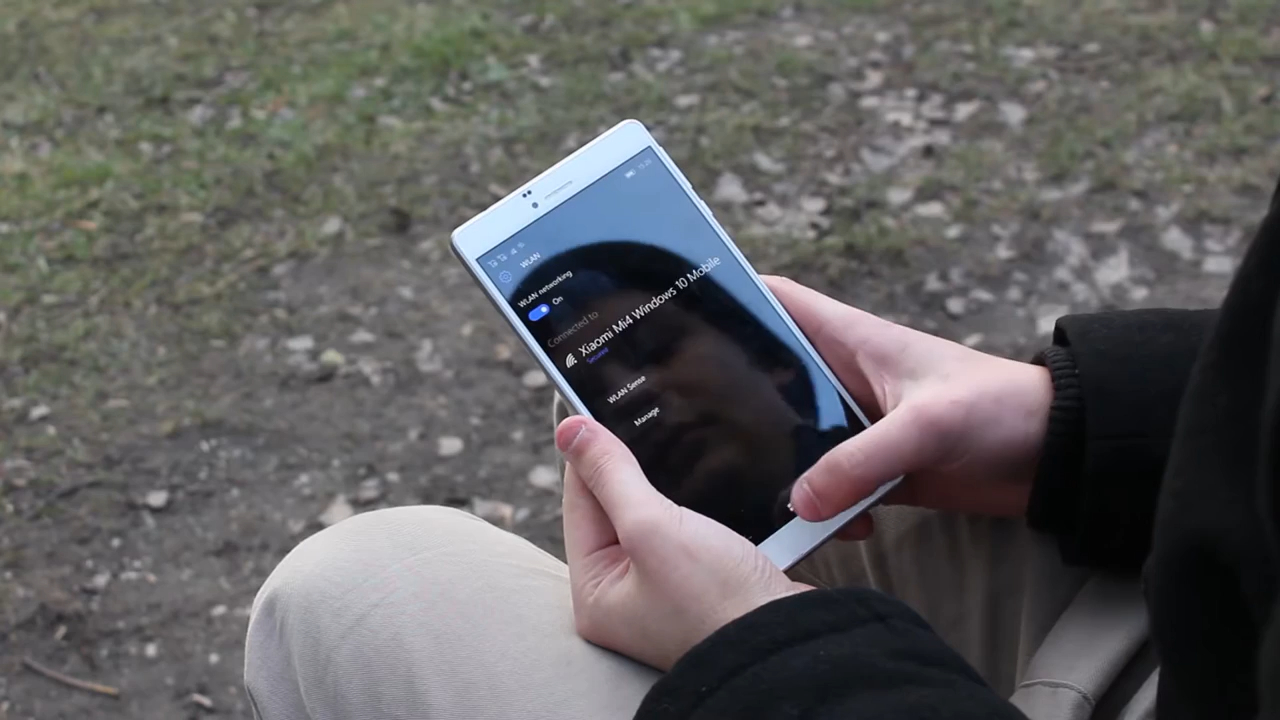 WLAN
WLAN networking
On
Connected to
Xiaomi Mi4 Windows 10 Mobile
Secured
WLAN Sense
Manage